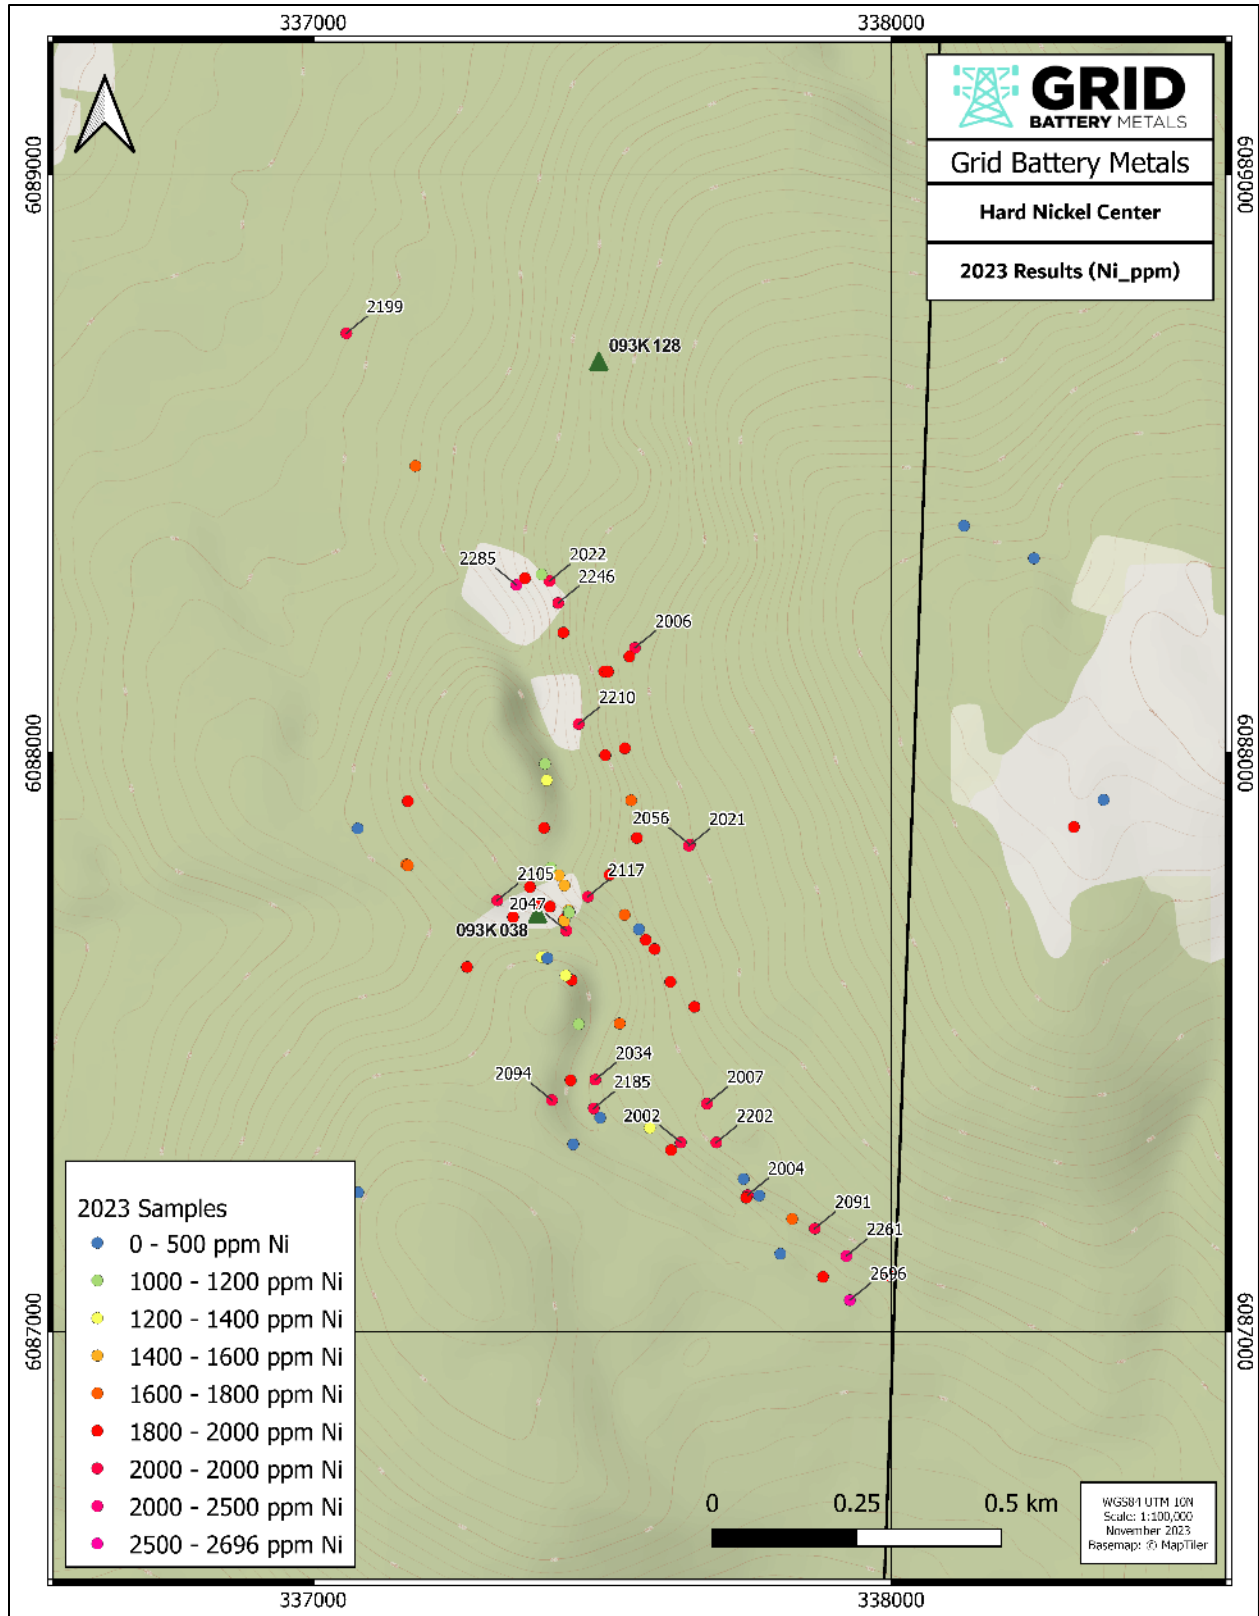 337000
338000
GRID
BATTERY METALS
Grid Battery Metals
Hard Nickel Center
2023 Results (Ni_ppm)
6089000
6089000
2199
093K 128
2285
2022
2246
2006
2210
6088000
6088000
2056
2021
2105
2117
2047
093K 038
2034
2094
2185
2007
2002
2202
2004
2091
2261
2696
6087000
6087000
2023 Samples
0 - 500 ppm Ni
1000 - 1200 ppm Ni
1200 - 1400 ppm Ni
1400 - 1600 ppm Ni
1600 - 1800 ppm Ni
1800 - 2000 ppm Ni
2000 - 2000 ppm Ni
2000 - 2500 ppm Ni
2500 - 2696 ppm Ni
0 0.25 0.5 km
WGS84 UTM 10N
Scale: 1:100,000
November 2023
Basemap: © MapTiler
337000
338000